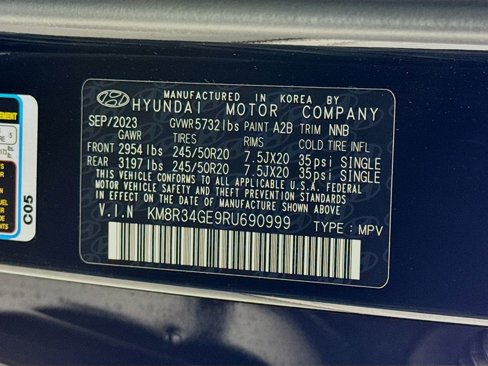 MANUFACTURED IN KOREA BY
HYUNDAI MOTOR COMPANY
SEP/2023 GVWR5732lbs PAINT A2B TRIM NNB
GAWR TIRES RIMS COLD TIRE INFL
FRONT 2954lbs 245/50R20 7.5JX20 35psi SINGLE
REAR 3197lbs 245/50R20 7.5JX20 35psi SINGLE
THIS VEHICLE CONFORMS TO ALL APPLICABLE U.S.A. FEDERAL
MOTOR VEHICLE SAFETY AND THEFT PREVENTION STANDARDS
IN EFFECT ON THE DATE OF MANUFACTURE SHOWN ABOVE
V.I.N KM8R34GE9RU690999 TYPE:MPV
C05